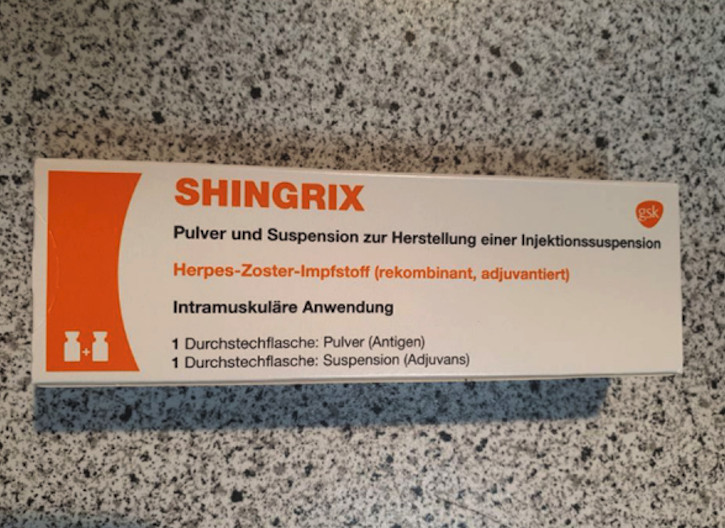 SHINGRIX
gsk
Pulver und Suspension zur Herstellung einer Injektionssuspension
Herpes-Zoster-Impfstoff (rekombinant, adjuvantiert)
Intramuskuläre Anwendung
1 Durchstechflasche: Pulver (Antigen)
1 Durchstechflasche: Suspension (Adjuvans)
+